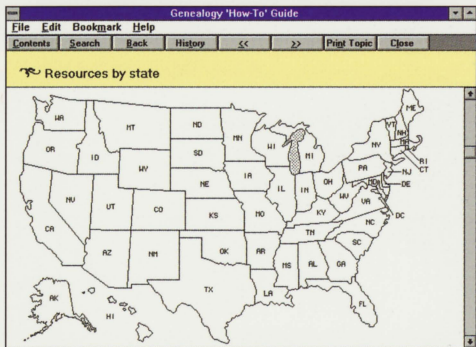 Genealogy 'How-To' Guide
File Edit Bookmark Help
Contents Search Back History << >> Print Topic Close
Resources by state
WA MT ND MN ME
OR ID WY SD WI MI VT NH MA NY RI CT
NV UT CO NE IA IL IN OH PA NJ DE MD
CA KS MO KY WV VA DC
AZ NM OK AR TN NC SC
TX LA MS AL GA FL
AK HI